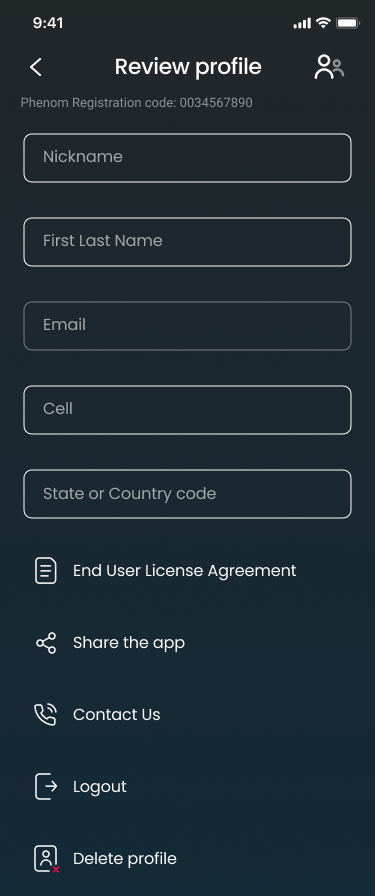 9:41
Review profile
Phenom Registration code: 0034567890
Nickname
First Last Name
Email
Cell
State or Country code
End User License Agreement
Share the app
Contact Us
Logout
Delete profile